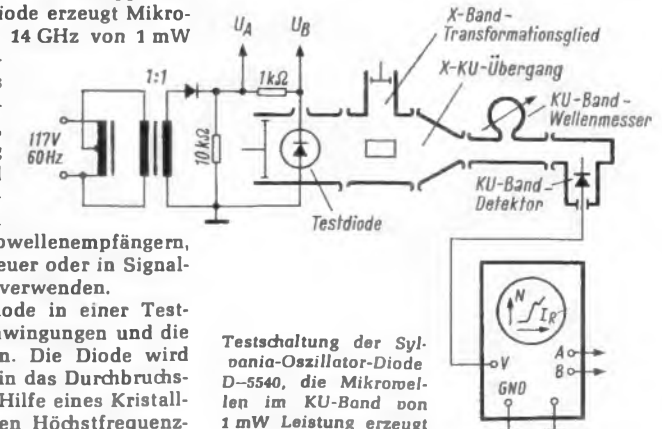 iode erzeugt Mikro-
14 GHz von 1 mW
owellenempfängern,
euer oder in Signal-
verwenden.
ode in einer Test-
wingungen und die
n. Die Diode wird
in das Durchbruchs-
Hilfe eines Kristall-
en Höchstfrequenz-
U_A
U_B
X-Band-
Transformationsglied
X-KU-Übergang
1:1
1kΩ
KU-Band-
Wellenmesser
117V
60Hz
10kΩ
KU-Band-
Detektor
Testdiode
N
I_R
A
B
V
GND
Testschaltung der Syl-
vania-Oszillator-Diode
D–5540, die Mikrowel-
len im KU-Band von
1 mW Leistung erzeugt